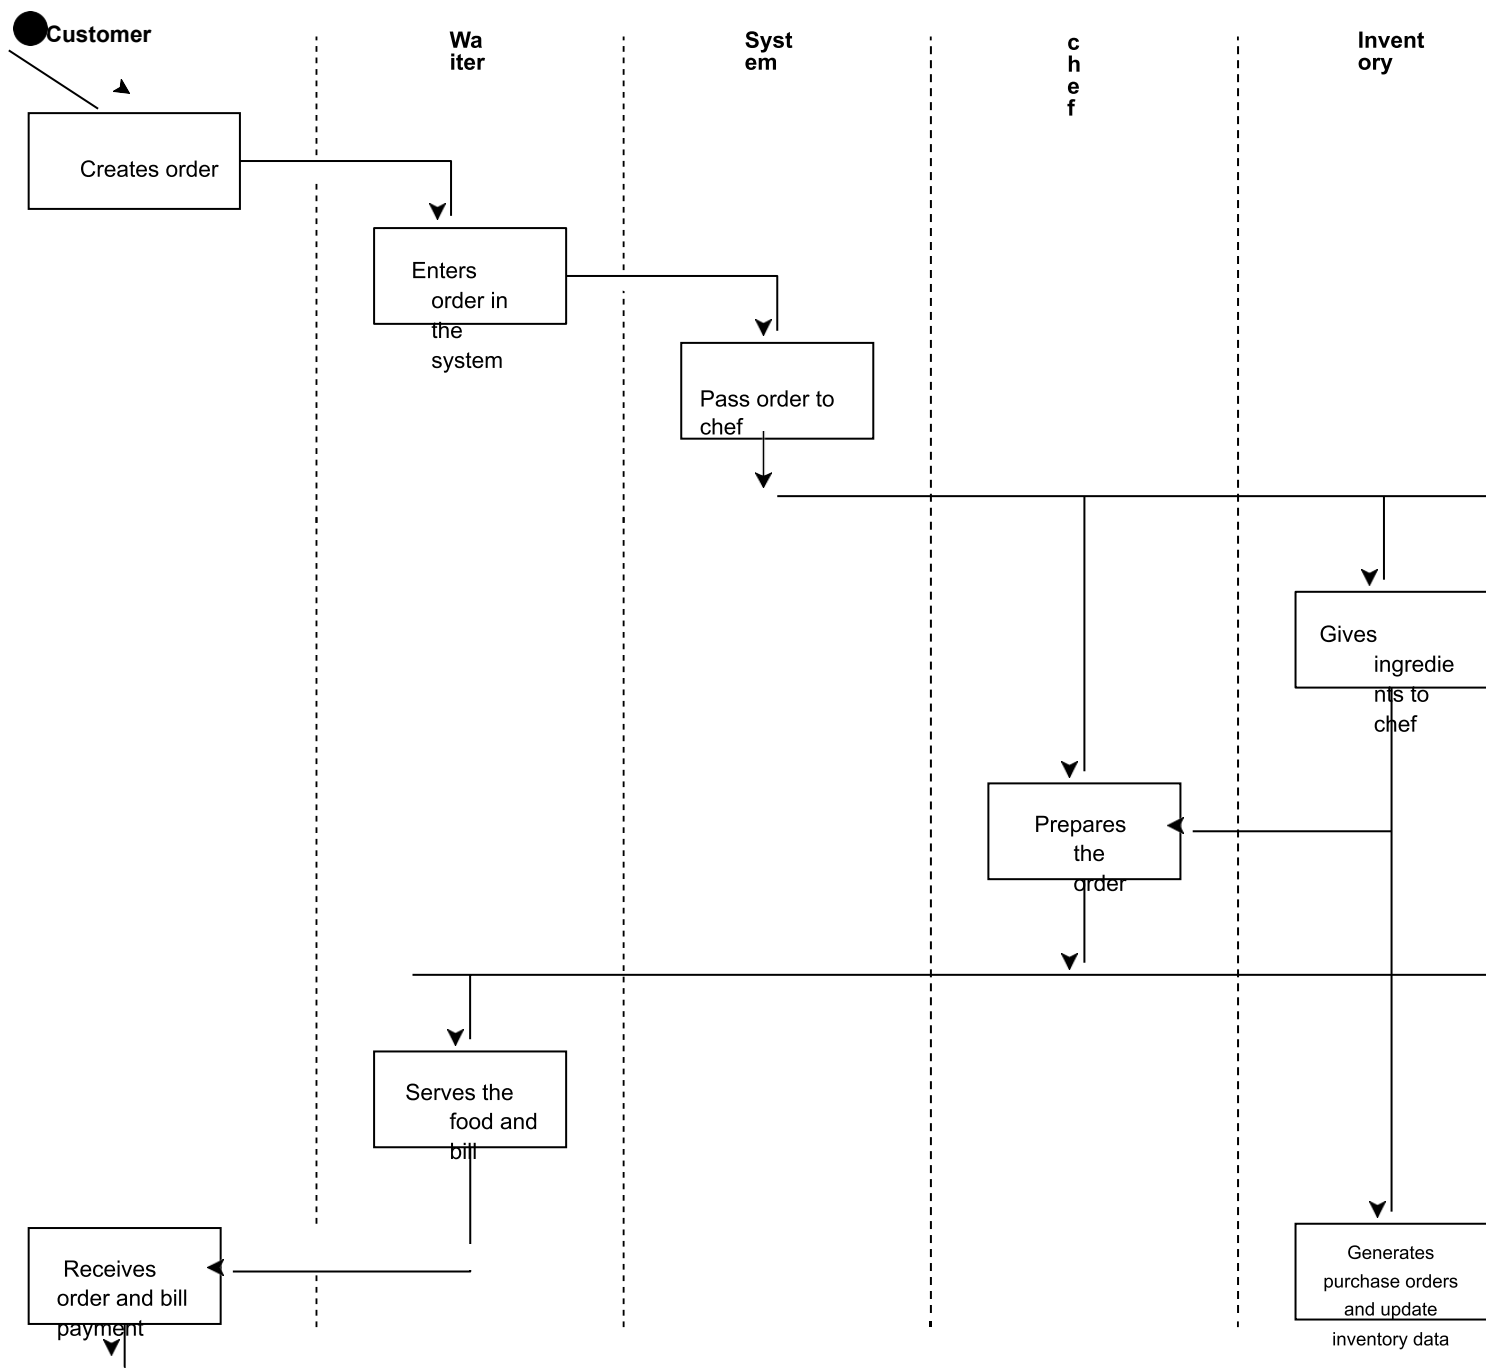 Customer
Wa
iter
Syst
em
c
h
e
f
Invent
ory
Creates order
Enters
order in
the
system
Pass order to
chef
Gives
ingredie
nts to
chef
Prepares
the
order
Serves the
food and
bill
Receives
order and bill
payment
Generates
purchase orders
and update
inventory data